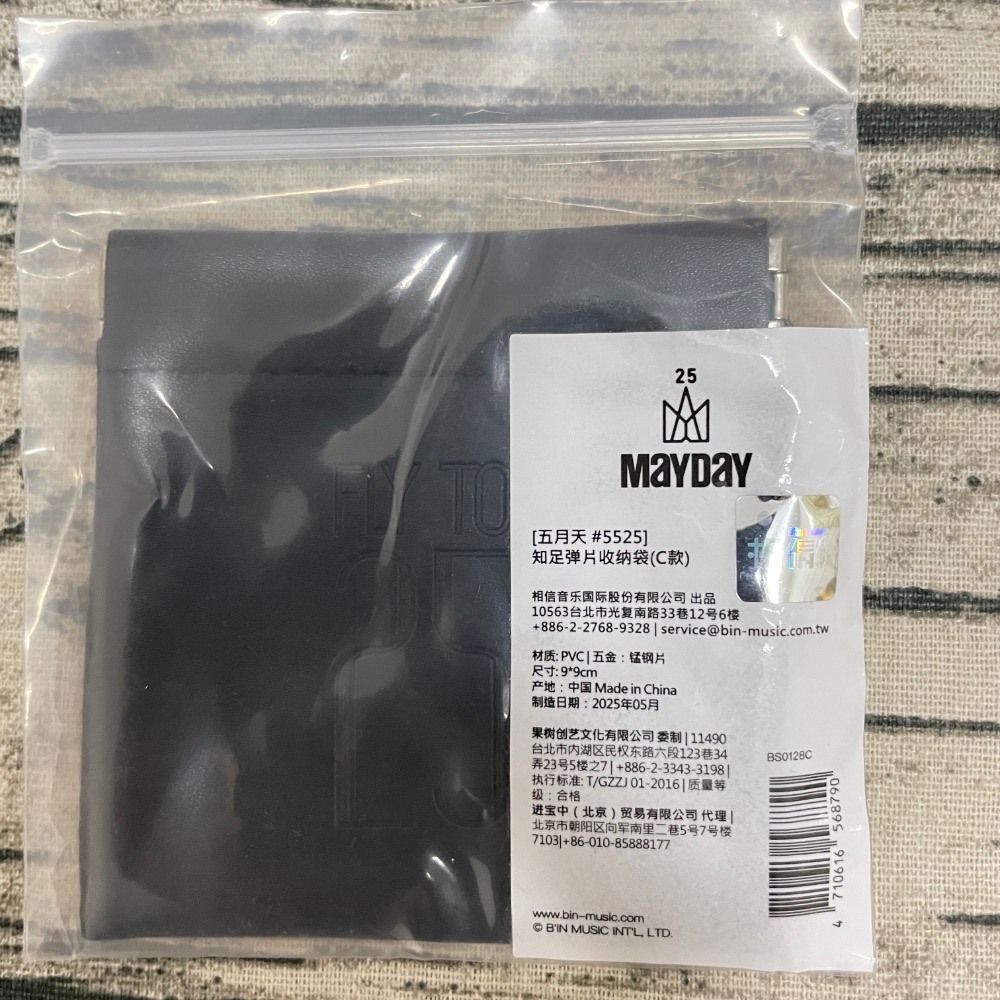 FLY TO
25
MAYDAY
[五月天 #5525]
知足弹片收纳袋(C款)
相信音乐国际股份有限公司 出品
10563台北市光复南路33巷12号6楼
+886-2-2768-9328 | service@bin-music.com.tw
材质: PVC | 五金：锰钢片
尺寸: 9*9cm
产地：中国 Made in China
制造日期：2025年05月
果树创艺文化有限公司 委制 | 11490
台北市内湖区民权东路六段123巷34
弄23号5楼之7 | +886-2-3343-3198 |
执行标准: T/GZZJ 01-2016 | 质量等
级：合格
进宝中（北京）贸易有限公司 代理 |
北京市朝阳区向军南里二巷5号7号楼
7103|+86-010-85888177
BS0128C
4 710616 568790
www.bin-music.com
© B'IN MUSIC INT'L, LTD.